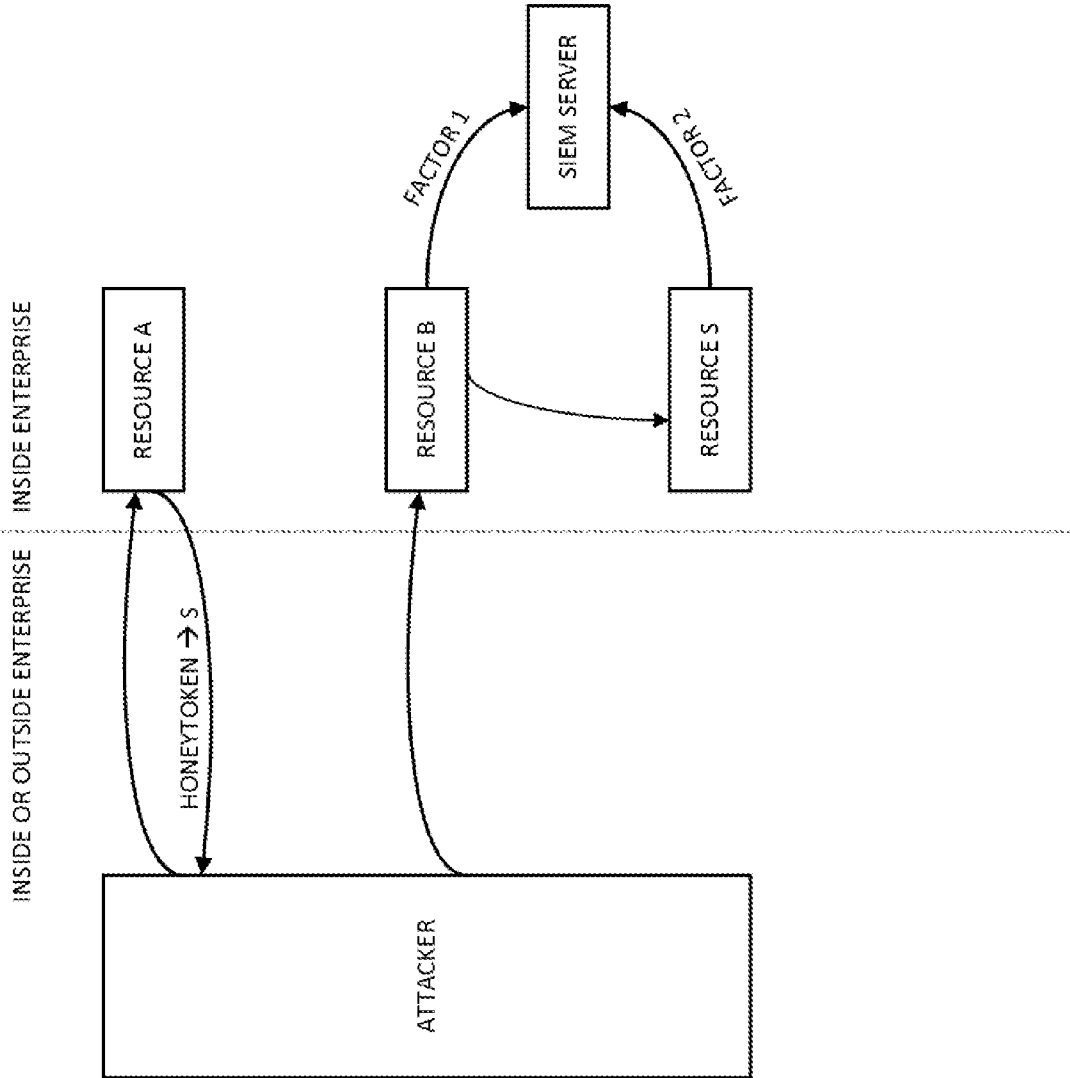 INSIDE OR OUTSIDE ENTERPRISE
INSIDE ENTERPRISE
ATTACKER
HONEYTOKEN → S
RESOURCE A
RESOURCE B
RESOURCE S
FACTOR 1
FACTOR 2
SIEM SERVER